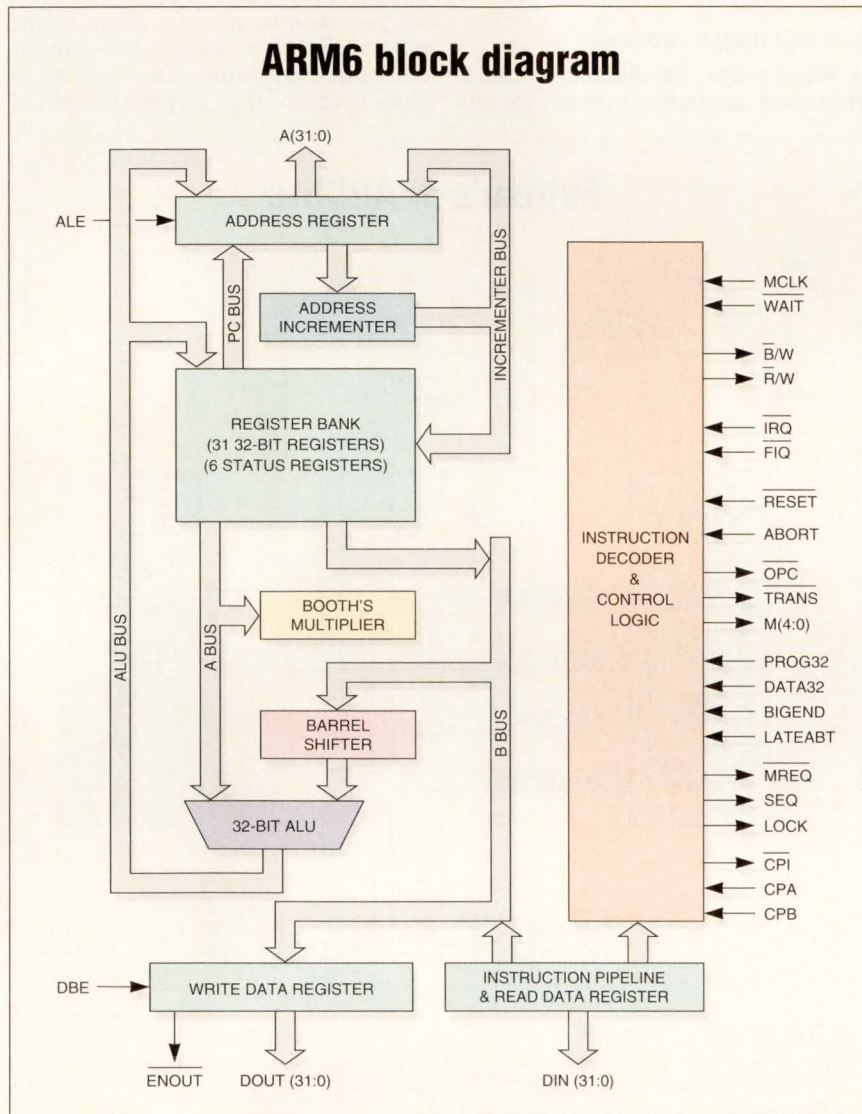 ARM6 block diagram
A(31:0)
ALE
ADDRESS REGISTER
PC BUS
INCREMENTER BUS
ADDRESS
INCREMENTER
REGISTER BANK
(31 32-BIT REGISTERS)
(6 STATUS REGISTERS)
ALU BUS
A BUS
BOOTH'S
MULTIPLIER
B BUS
BARREL
SHIFTER
32-BIT ALU
DBE
WRITE DATA REGISTER
INSTRUCTION PIPELINE
& READ DATA REGISTER
ENOUT
DOUT (31:0)
DIN (31:0)
INSTRUCTION
DECODER
&
CONTROL
LOGIC
MCLK
WAIT
B/W
R/W
IRQ
FIQ
RESET
ABORT
OPC
TRANS
M(4:0)
PROG32
DATA32
BIGEND
LATEABT
MREQ
SEQ
LOCK
CPI
CPA
CPB